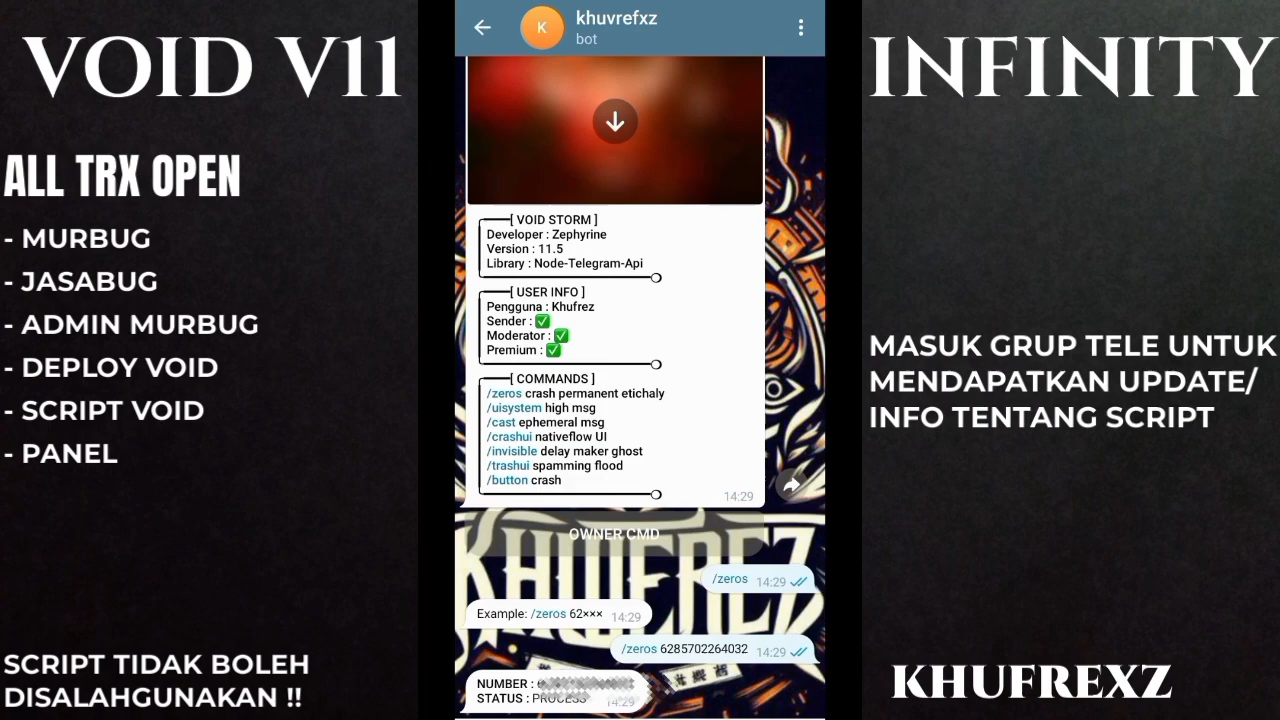 VOID V11
ALL TRX OPEN
- MURBUG
- JASABUG
- ADMIN MURBUG
- DEPLOY VOID
- SCRIPT VOID
- PANEL
SCRIPT TIDAK BOLEH
DISALAHGUNAKAN !!
K
khuvrefxz
bot
[ VOID STORM ]
Developer : Zephyrine
Version : 11.5
Library : Node-Telegram-Api
[ USER INFO ]
Pengguna : Khufrez
Sender : ✅
Moderator : ✅
Premium : ✅
[ COMMANDS ]
/zeros crash permanent etichaly
/uisystem high msg
/cast ephemeral msg
/crashui nativeflow UI
/invisible delay maker ghost
/trashui spamming flood
/button crash
14:29
OWNER CMD
/zeros 14:29
Example: /zeros 62××× 14:29
/zeros 6285702264032 14:29
NUMBER :
STATUS : PROCESS 14:29
INFINITY
MASUK GRUP TELE UNTUK
MENDAPATKAN UPDATE/
INFO TENTANG SCRIPT
KHUFREXZ